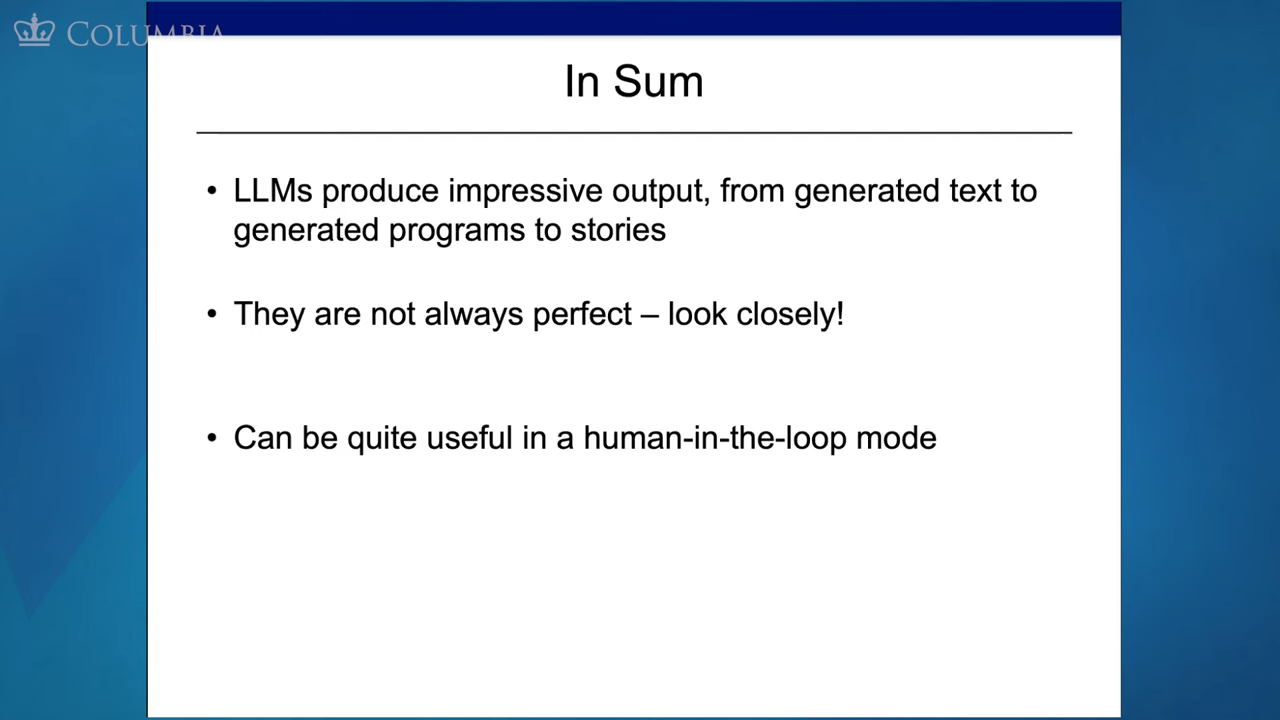 COLUMBIA
In Sum
• LLMs produce impressive output, from generated text to
generated programs to stories
• They are not always perfect – look closely!
• Can be quite useful in a human-in-the-loop mode